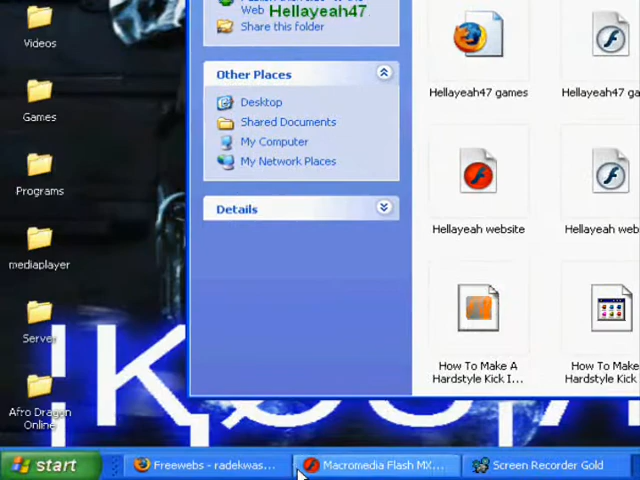 Videos
Games
Programs
mediaplayer
Server
Afro Dragon
Online
Web
Hellayeah47
Share this folder
Other Places
Desktop
Shared Documents
My Computer
My Network Places
Details
Hellayeah47 games
Hellayeah47 ga
Hellayeah website
Hellayeah web
How To Make A
Hardstyle Kick I...
How To Make
Hardstyle Kick
start
Freewebs - radekwas...
Macromedia Flash MX...
Screen Recorder Gold